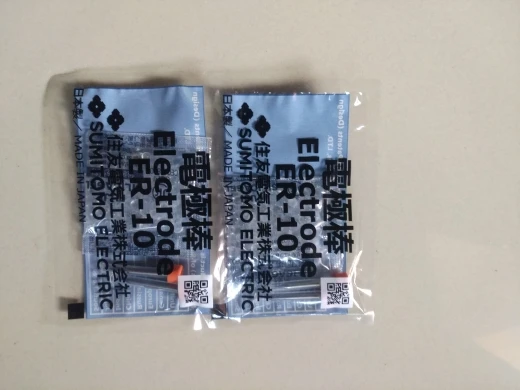 電極棒
Electrode
ER-10
住友電気工業株式会社
SUMITOMO ELECTRIC
日本製/MADE IN JAPAN
電極棒
Electrode
ER-10
住友電気工業株式会社
SUMITOMO ELECTRIC
日本製/MADE IN JAPAN